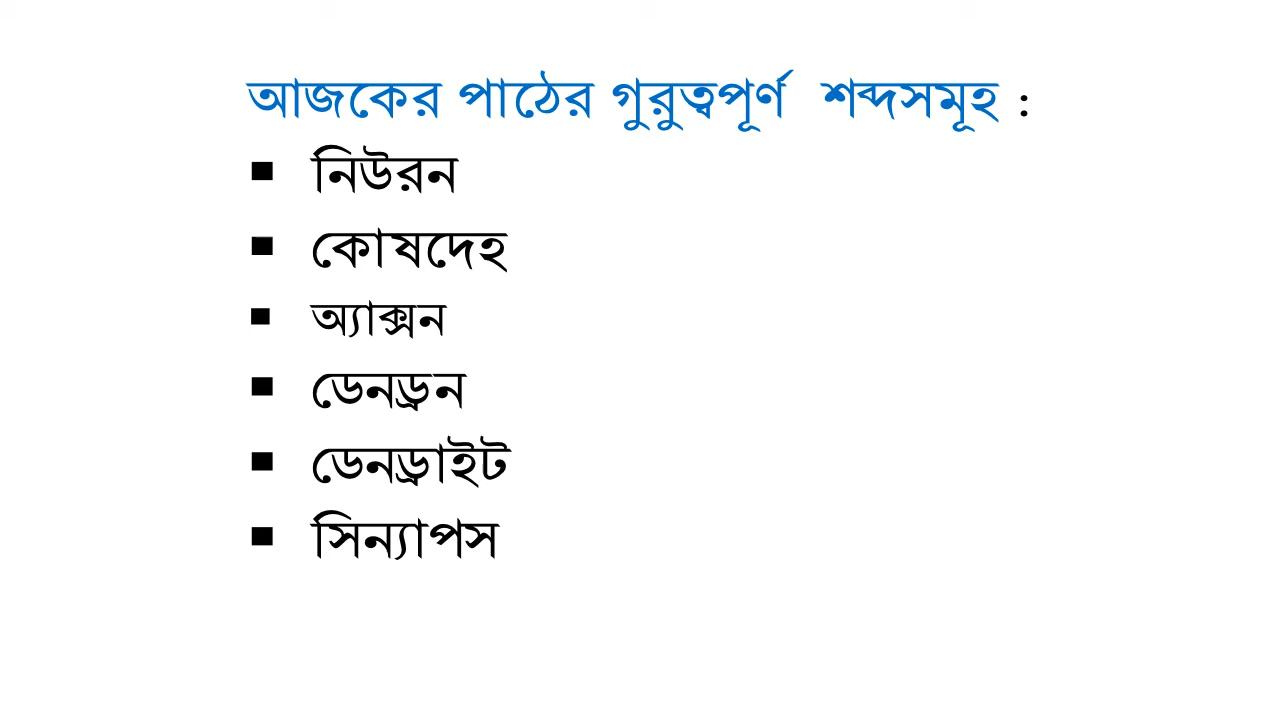 আজকের পাঠের গুরুত্বপূর্ণ শব্দসমূহ :
▪ নিউরন
▪ কোষদেহ
▪ অ্যাক্সন
▪ ডেনড্রন
▪ ডেনড্রাইট
▪ সিন্যাপস